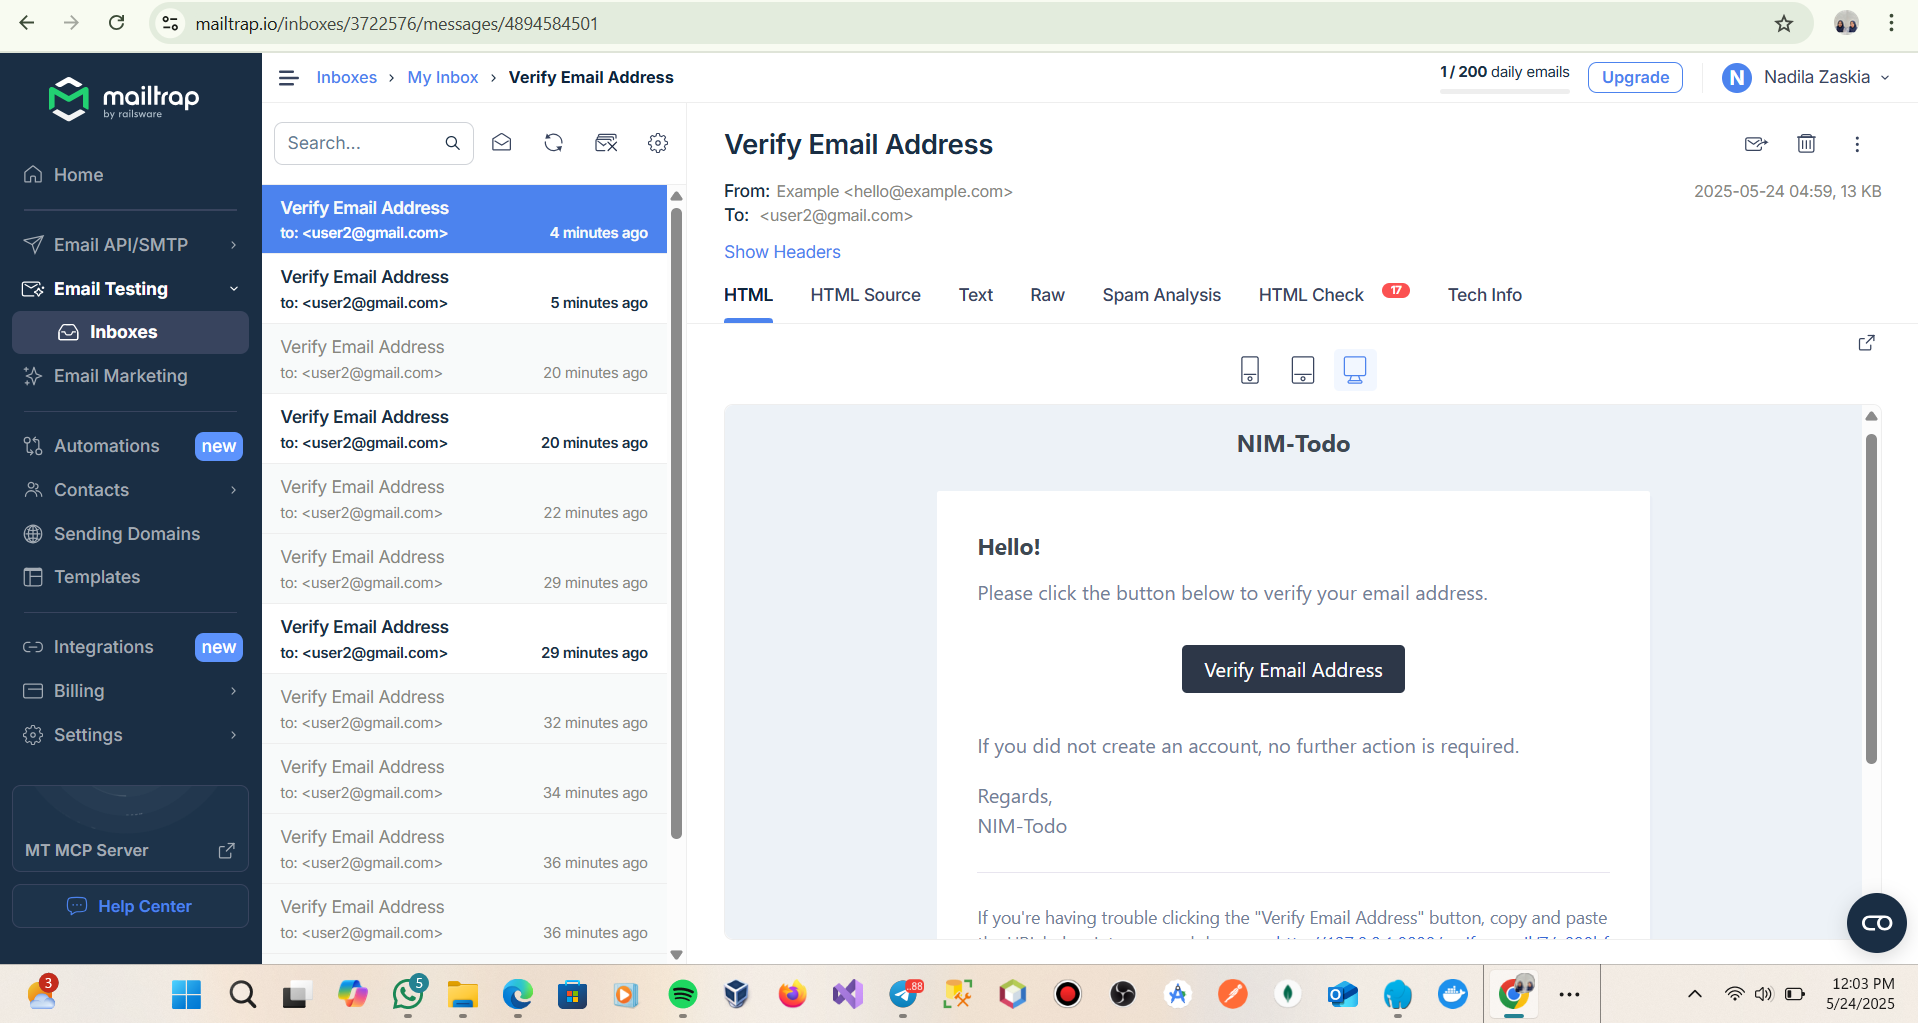 mailtrap.io/inboxes/3722576/messages/4894584501
mailtrap
by railsware
Home
Email API/SMTP
Email Testing
Inboxes
Email Marketing
Automations new
Contacts
Sending Domains
Templates
Integrations new
Billing
Settings
MT MCP Server
Help Center
Inboxes > My Inbox > Verify Email Address
1 / 200 daily emails
Upgrade
N Nadila Zaskia
Search...
Verify Email Address
to: <user2@gmail.com> 4 minutes ago
Verify Email Address
to: <user2@gmail.com> 5 minutes ago
Verify Email Address
to: <user2@gmail.com> 20 minutes ago
Verify Email Address
to: <user2@gmail.com> 20 minutes ago
Verify Email Address
to: <user2@gmail.com> 22 minutes ago
Verify Email Address
to: <user2@gmail.com> 29 minutes ago
Verify Email Address
to: <user2@gmail.com> 29 minutes ago
Verify Email Address
to: <user2@gmail.com> 32 minutes ago
Verify Email Address
to: <user2@gmail.com> 34 minutes ago
Verify Email Address
to: <user2@gmail.com> 36 minutes ago
Verify Email Address
to: <user2@gmail.com> 36 minutes ago
Verify Email Address
From: Example <hello@example.com> 2025-05-24 04:59, 13 KB
To: <user2@gmail.com>
Show Headers
HTML HTML Source Text Raw Spam Analysis HTML Check 17 Tech Info
NIM-Todo
Hello!
Please click the button below to verify your email address.
Verify Email Address
If you did not create an account, no further action is required.
Regards,
NIM-Todo
If you're having trouble clicking the "Verify Email Address" button, copy and paste
3
5
88
12:03 PM
5/24/2025